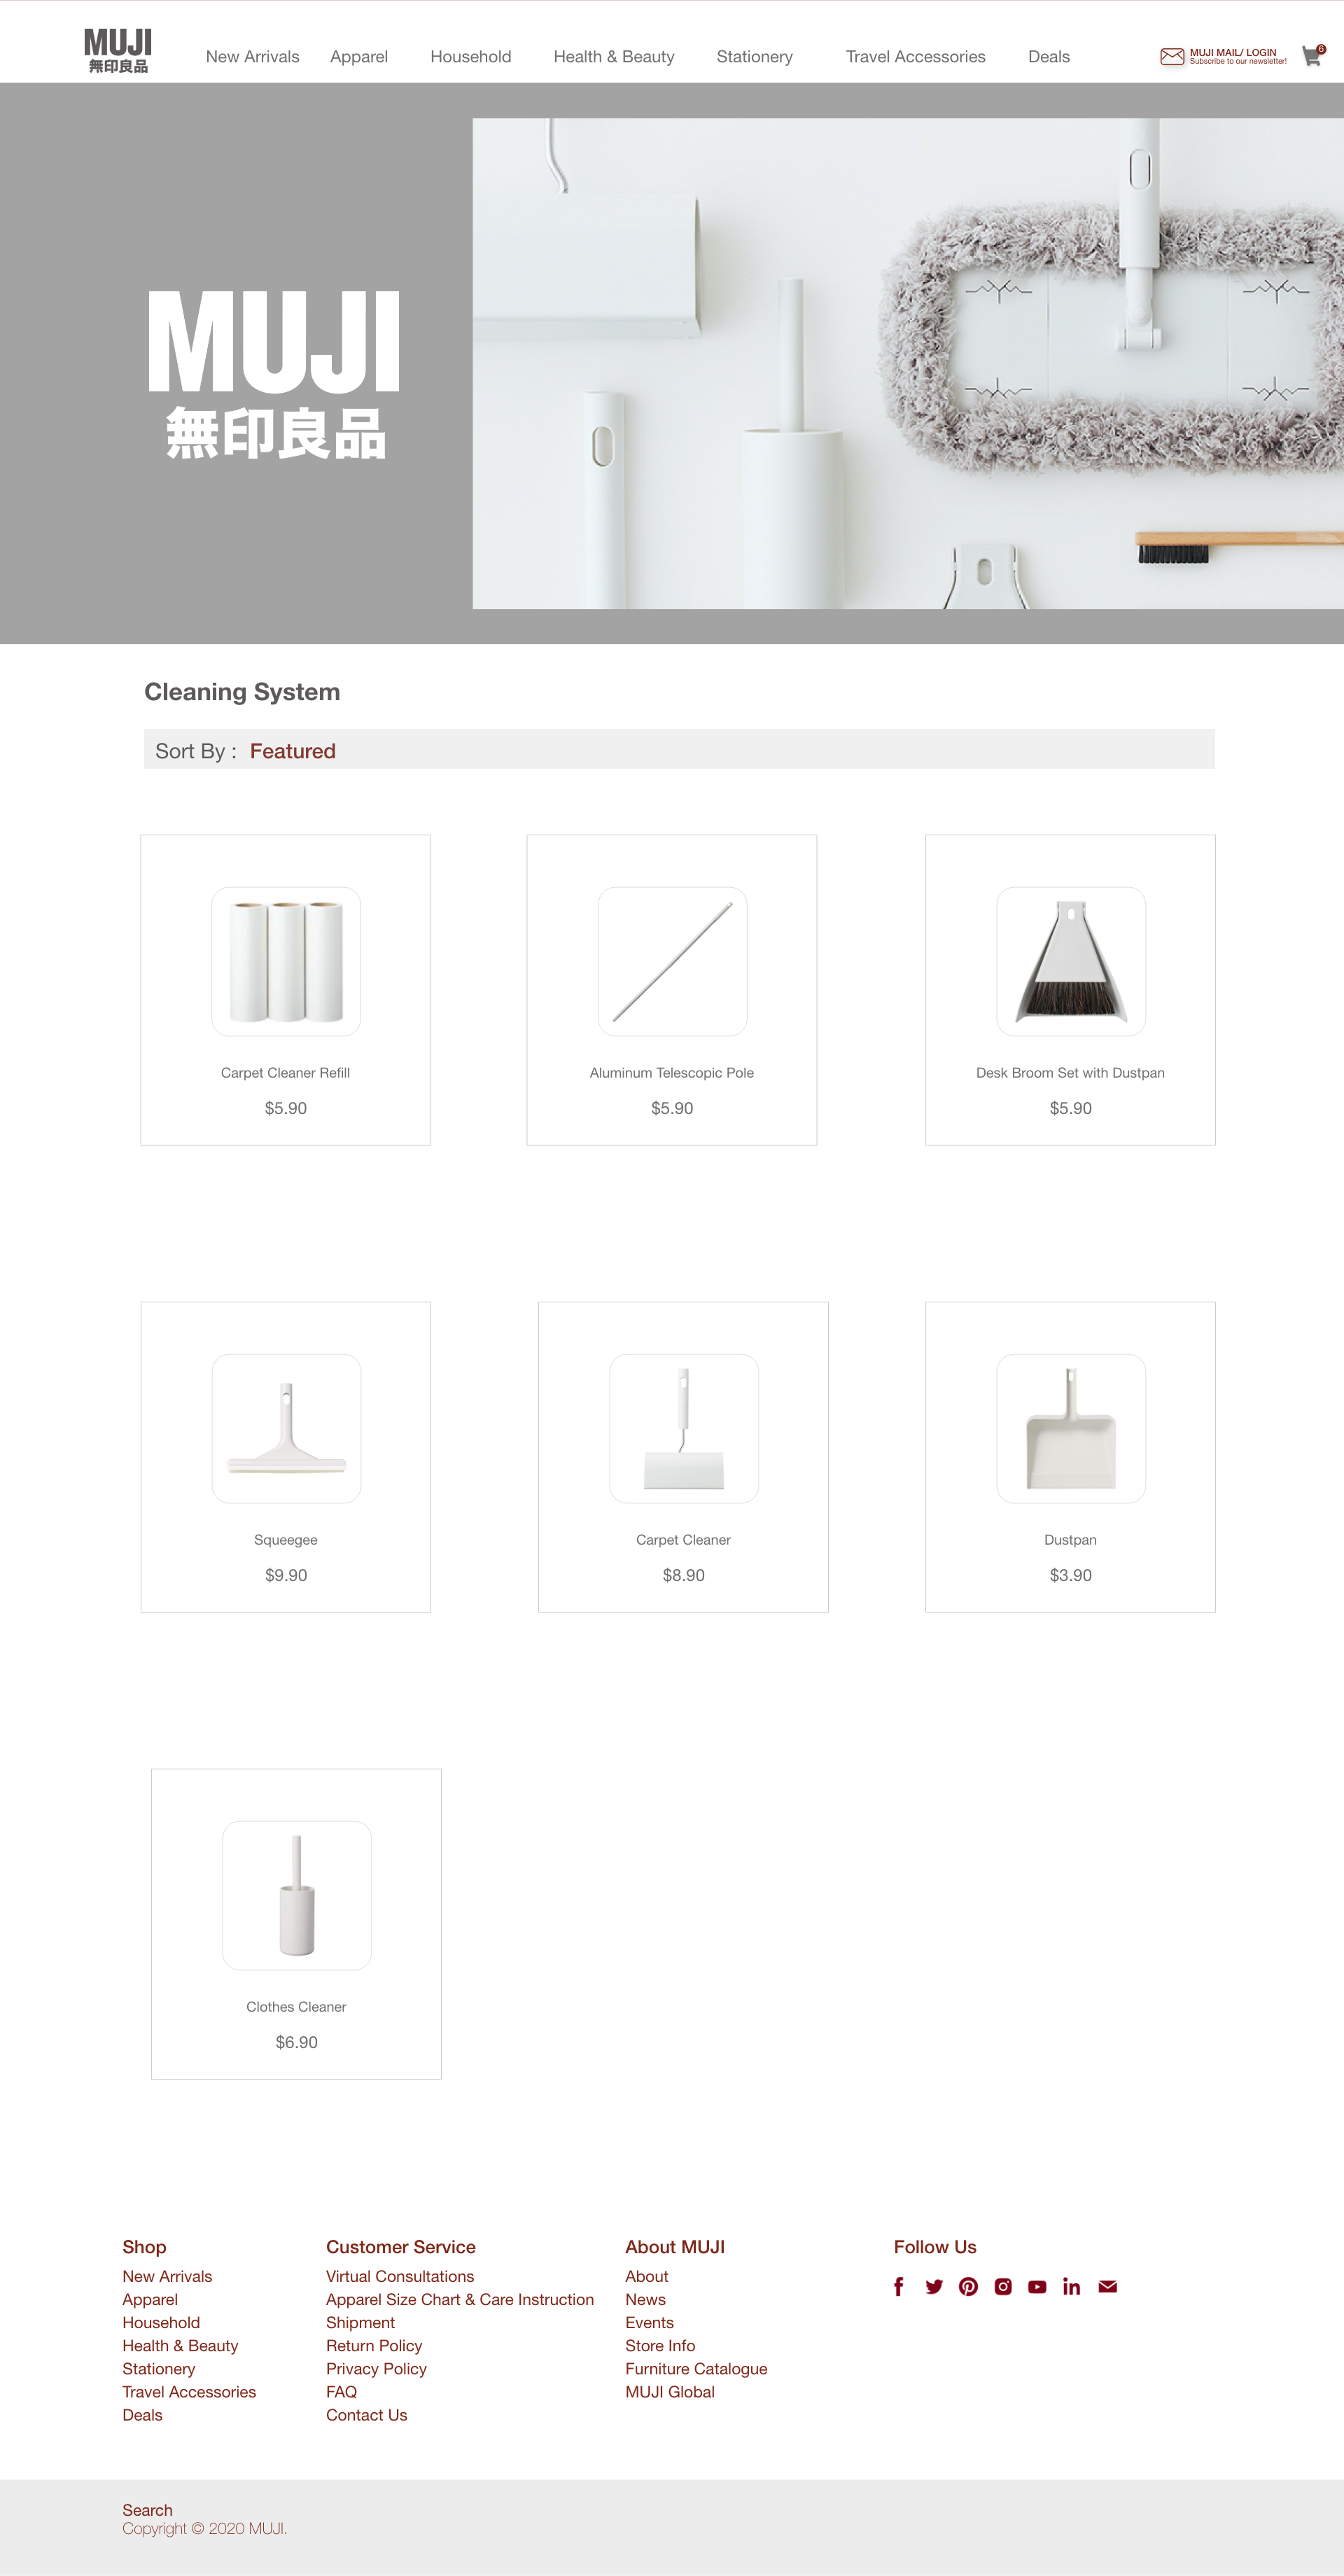 MUJI
無印良品
New Arrivals Apparel Household Health & Beauty Stationery Travel Accessories Deals
MUJI MAIL/ LOGIN
Subscribe to our newsletter!
6
MUJI
無印良品
Cleaning System
Sort By : Featured
Carpet Cleaner Refill
$5.90
Aluminum Telescopic Pole
$5.90
Desk Broom Set with Dustpan
$5.90
Squeegee
$9.90
Carpet Cleaner
$8.90
Dustpan
$3.90
Clothes Cleaner
$6.90
Shop
New Arrivals
Apparel
Household
Health & Beauty
Stationery
Travel Accessories
Deals
Customer Service
Virtual Consultations
Apparel Size Chart & Care Instruction
Shipment
Return Policy
Privacy Policy
FAQ
Contact Us
About MUJI
About
News
Events
Store Info
Furniture Catalogue
MUJI Global
Follow Us
Search
Copyright © 2020 MUJI.